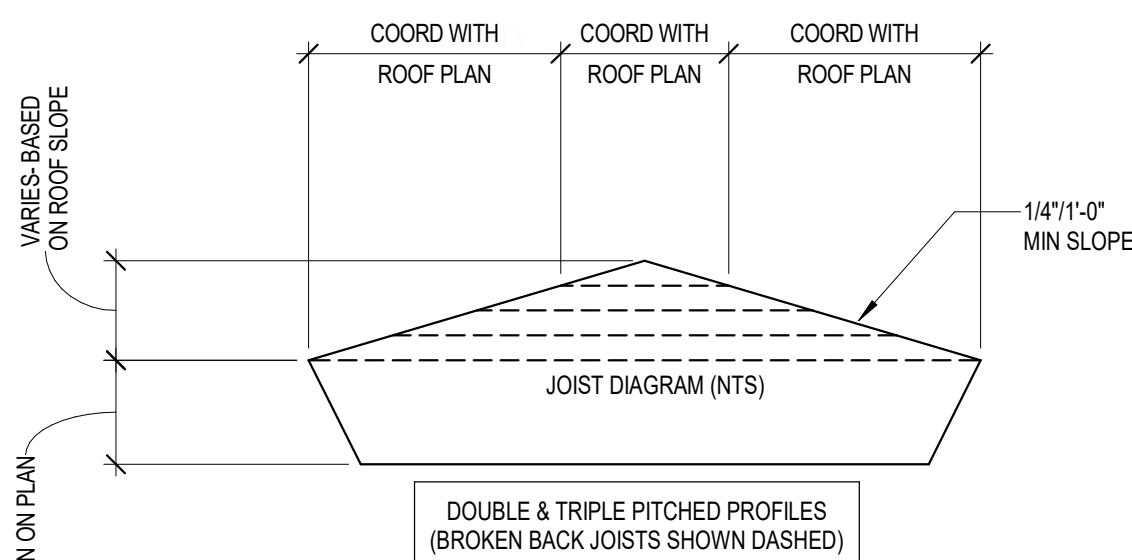 COORD WITH
ROOF PLAN
COORD WITH
ROOF PLAN
COORD WITH
ROOF PLAN
VARIES- BASED
ON ROOF SLOPE
1/4"/1'-0"
MIN SLOPE
JOIST DIAGRAM (NTS)
ON PLAN
DOUBLE & TRIPLE PITCHED PROFILES
(BROKEN BACK JOISTS SHOWN DASHED)